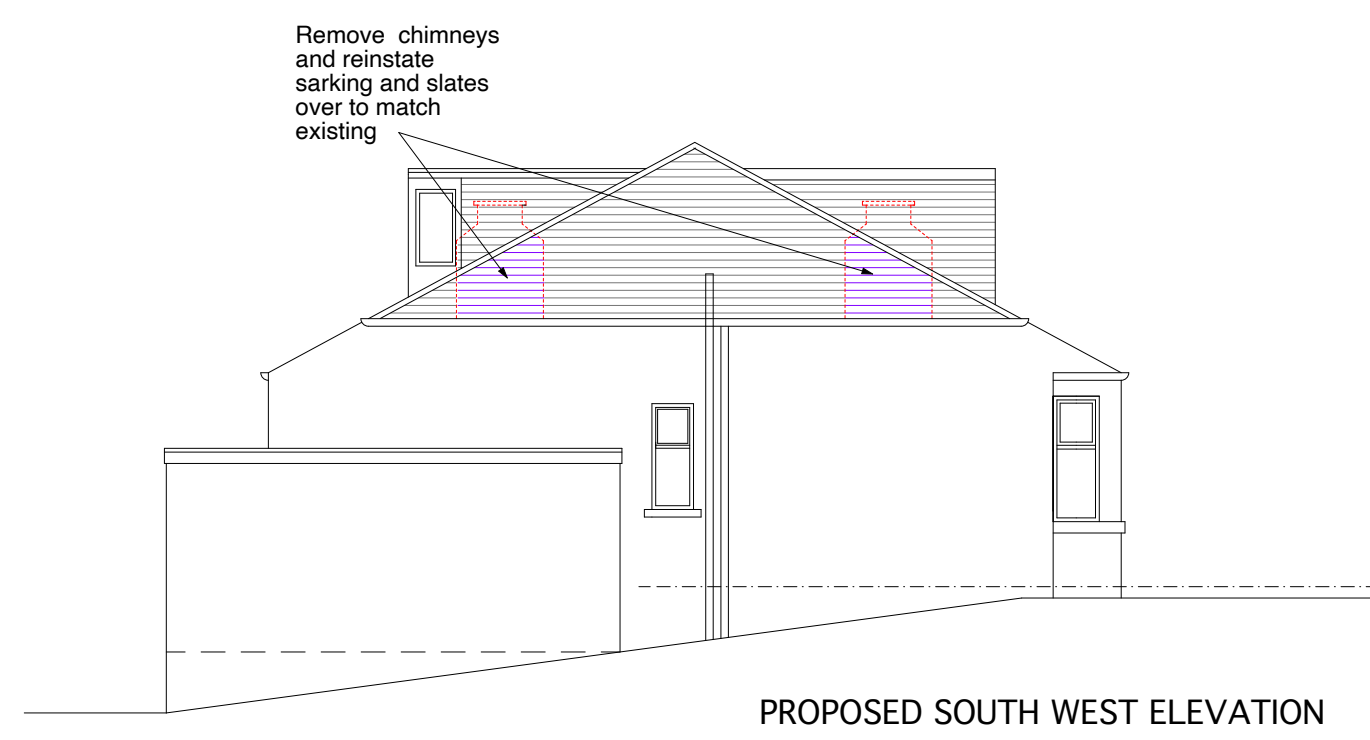 Remove chimneys
and reinstate
sarking and slates
over to match
existing
PROPOSED SOUTH WEST ELEVATION